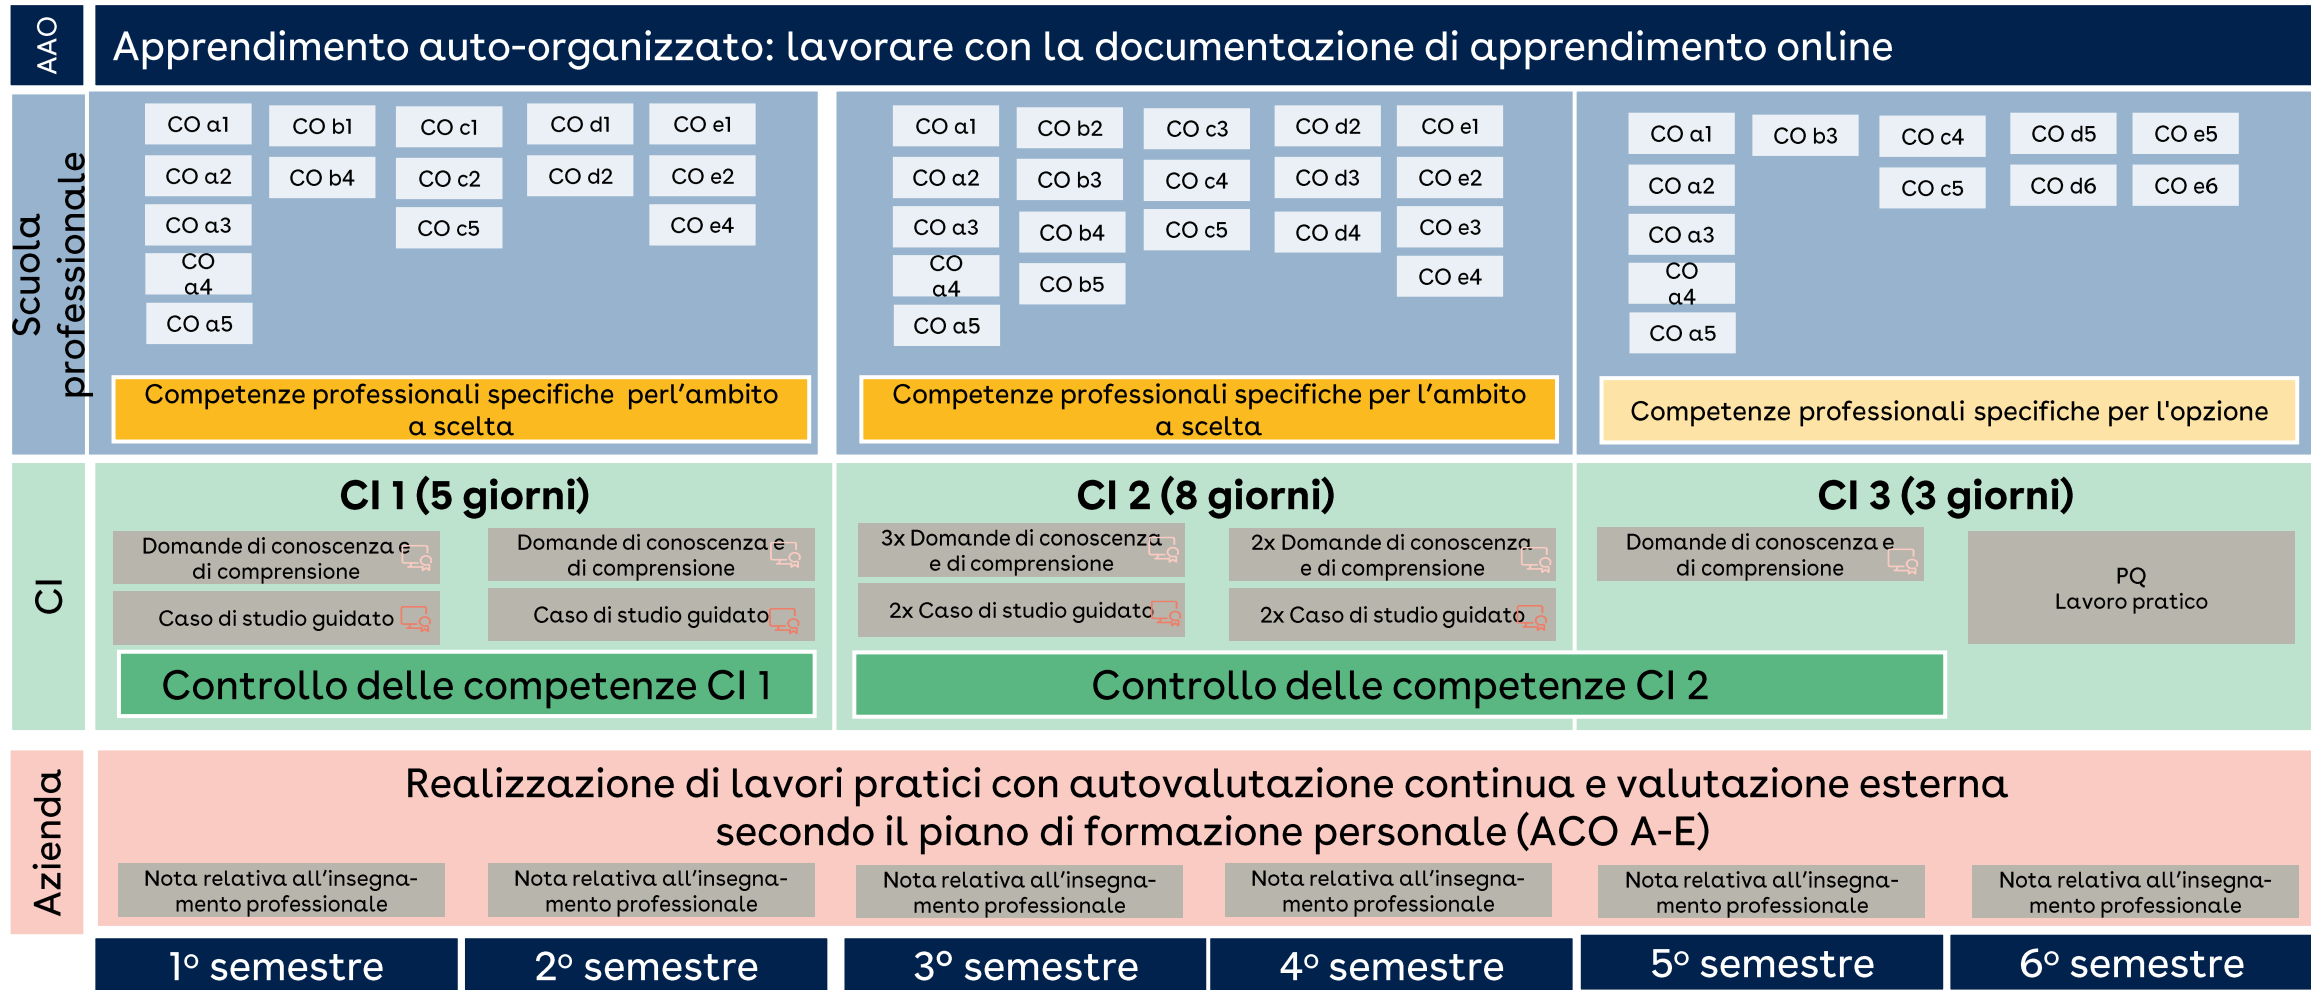 AAO
Apprendimento auto-organizzato: lavorare con la documentazione di apprendimento online
Scuola
professionale
CO a1
CO b1
CO c1
CO d1
CO e1
CO a2
CO b4
CO c2
CO d2
CO e2
CO a3
CO c5
CO e4
CO
a4
CO a5
Competenze professionali specifiche perl’ambito
a scelta
CO a1
CO b2
CO c3
CO d2
CO e1
CO a2
CO b3
CO c4
CO d3
CO e2
CO a3
CO b4
CO c5
CO d4
CO e3
CO
a4
CO b5
CO e4
CO a5
Competenze professionali specifiche per l’ambito
a scelta
CO a1
CO b3
CO c4
CO d5
CO e5
CO a2
CO c5
CO d6
CO e6
CO a3
CO
a4
CO a5
Competenze professionali specifiche per l'opzione
CI
CI 1 (5 giorni)
Domande di conoscenza e
di comprensione
Domande di conoscenza e
di comprensione
Caso di studio guidato
Caso di studio guidato
Controllo delle competenze CI 1
CI 2 (8 giorni)
3x Domande di conoscenza
e di comprensione
2x Domande di conoscenza
e di comprensione
2x Caso di studio guidato
2x Caso di studio guidato
Controllo delle competenze CI 2
CI 3 (3 giorni)
Domande di conoscenza e
di comprensione
PQ
Lavoro pratico
Azienda
Realizzazione di lavori pratici con autovalutazione continua e valutazione esterna
secondo il piano di formazione personale (ACO A-E)
Nota relativa all’insegna-
mento professionale
Nota relativa all’insegna-
mento professionale
Nota relativa all’insegna-
mento professionale
Nota relativa all’insegna-
mento professionale
Nota relativa all’insegna-
mento professionale
Nota relativa all’insegna-
mento professionale
1º semestre
2º semestre
3º semestre
4º semestre
5º semestre
6º semestre